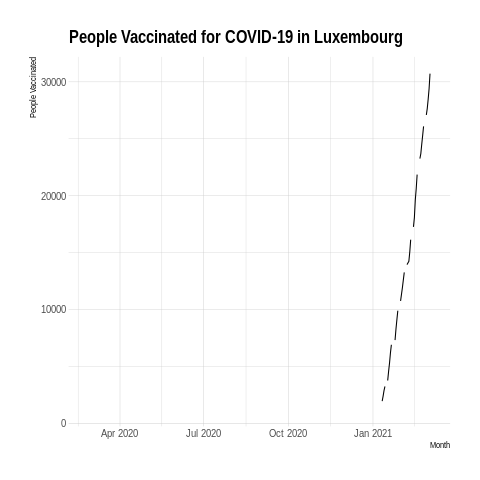 People Vaccinated for COVID-19 in Luxembourg
People Vaccinated
30000
20000
10000
0
Apr 2020
Jul 2020
Oct 2020
Jan 2021
Month